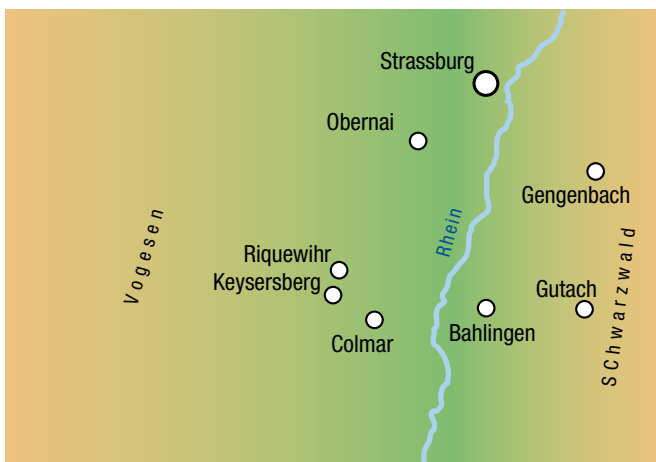 Strassburg
Obernai
Gengenbach
Rhein
Vogesen
SChwarzwald
Riquewihr
Keysersberg
Gutach
Bahlingen
Colmar